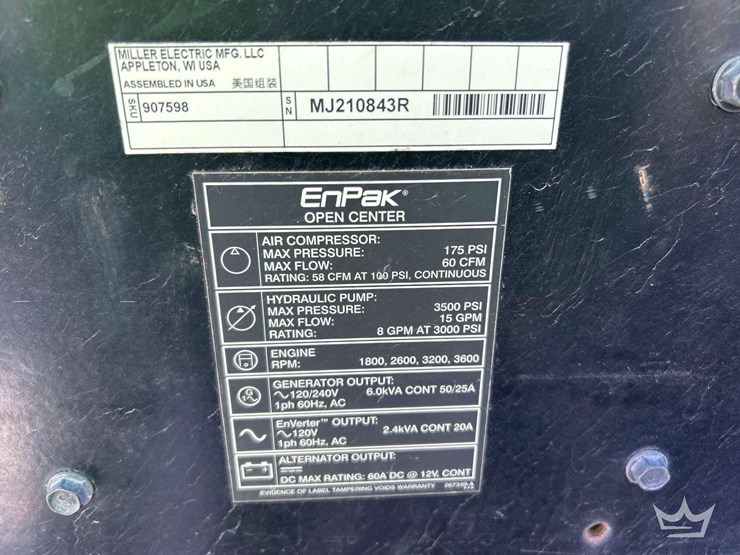 MILLER ELECTRIC MFG. LLC
APPLETON, WI USA
ASSEMBLED IN USA 美国组装
SKU 907598
SN MJ210843R
EnPak®
OPEN CENTER
AIR COMPRESSOR:
MAX PRESSURE: 175 PSI
MAX FLOW: 60 CFM
RATING: 58 CFM AT 100 PSI, CONTINUOUS
HYDRAULIC PUMP:
MAX PRESSURE: 3500 PSI
MAX FLOW: 15 GPM
RATING: 8 GPM AT 3000 PSI
ENGINE
RPM: 1800, 2600, 3200, 3600
G
1
GENERATOR OUTPUT:
120/240V 6.0kVA CONT 50/25A
1ph 60Hz, AC
EnVerter™ OUTPUT:
120V 2.4kVA CONT 20A
1ph 60Hz, AC
ALTERNATOR OUTPUT:
DC MAX RATING: 60A DC @ 12V, CONT
EVIDENCE OF LABEL TAMPERING VOIDS WARRANTY